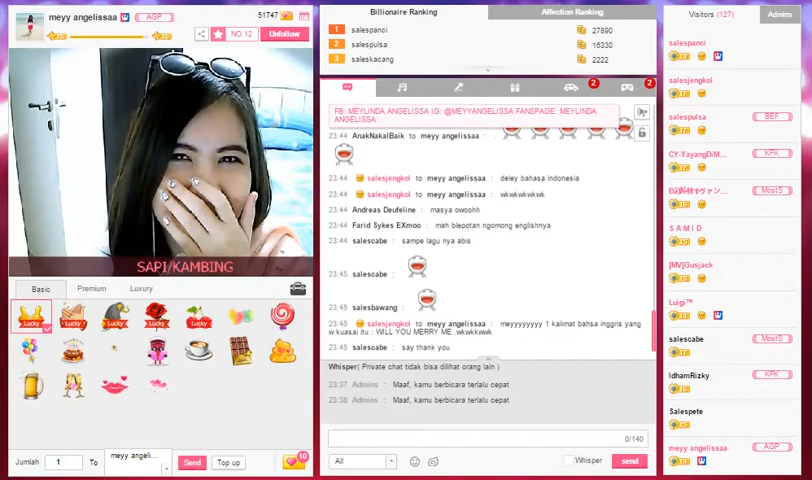 meyy angelissaa
AGP
51747
NO.12
Unfollow
SAPI/KAMBING
Basic
Premium
Luxury
Lucky
Lucky
Lucky
Lucky
Lucky
Jumlah
1
To
meyy angeli...
Send
Top up
10
Billionaire Ranking
Affection Ranking
1 salespanci 27890
2 salespulsa 16330
3 saleskacang 2222
2
2
FB: MEYLINDA ANGELISSA IG: @MEYYANGELISSA FANSPAGE: MEYLINDA
ANGELISSA
23:44 AnakNakalBaik to meyy angelissaa :
23:44 salesjengkol to meyy angelissaa : deley bahasa indonesia
23:44 salesjengkol to meyy angelissaa : wkwkwkwkwk
23:44 Andreas Deufeline : masya owoohh
23:44 Farid Sykes EXmoo : mah blepotan ngomong englishnya
23:44 salescabe : sampe lagu nya abis
23:45 salescabe :
23:45 salesbawang :
23:45 salesjengkol to meyy angelissaa : meyyyyyyyy 1 kalimat bahsa inggris yang
w kuasai itu : WILL YOU MERRY ME..wkwkkwwk
23:45 salescabe : say thank you
Whisper( Private chat tidak bisa dilihat orang lain )
23:37 Admins : Maaf, kamu berbicara terlalu cepat
23:38 Admins : Maaf, kamu berbicara terlalu cepat
0/140
All
Whisper
send
Visitors (127)
Admins
salespanci
salesjengkol
salespulsa
BEF
CY-YayangDiM...
KFK
MostS
S A M I D
[MV]Gusjack
Luigi™
salescabe
MostS
IdhamRizky
KFK
Salespete
meyy angelissaa
AGP